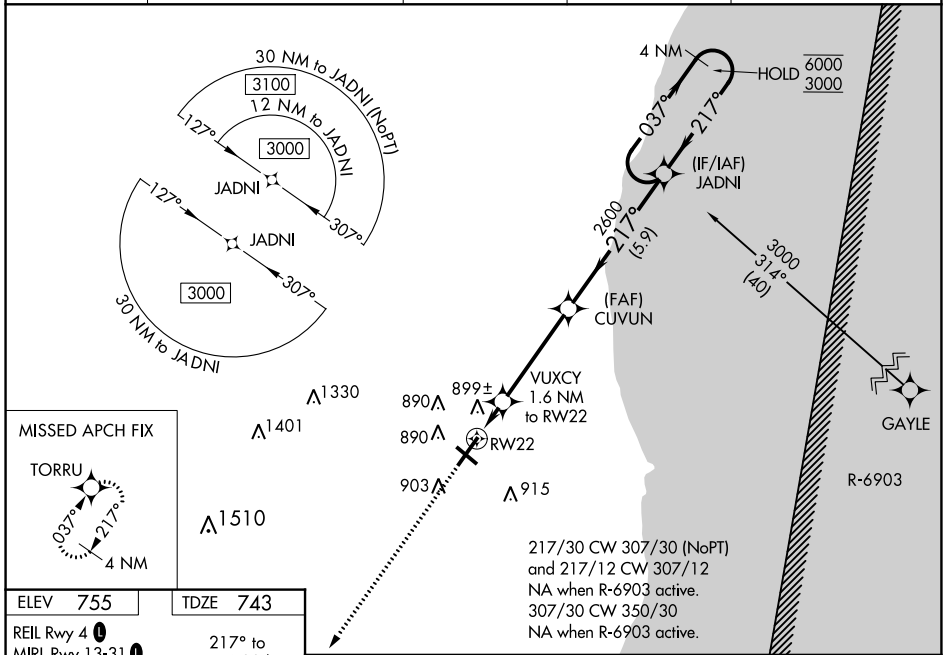 30 NM to JADNI (NoPT)
3100
12 NM to JADNI
127°
3000
JADNI
307°
127°
JADNI
307°
3000
30 NM to JADNI
4 NM
HOLD 6000
3000
037°
217°
(IF/IAF)
JADNI
2600
217°
(5.9)
3000
314°
(40)
(FAF)
CUVUN
VUXCY
1.6 NM
to RW22
899±
890
890
RW22
903
915
1330
1401
1510
GAYLE
R-6903
MISSED APCH FIX
TORRU
037°
217°
4 NM
217/30 CW 307/30 (NoPT)
and 217/12 CW 307/12
NA when R-6903 active.
307/30 CW 350/30
NA when R-6903 active.
ELEV 755
TDZE 743
REIL Rwy 4 L
MIRL Rwy 13-31 L
217° to